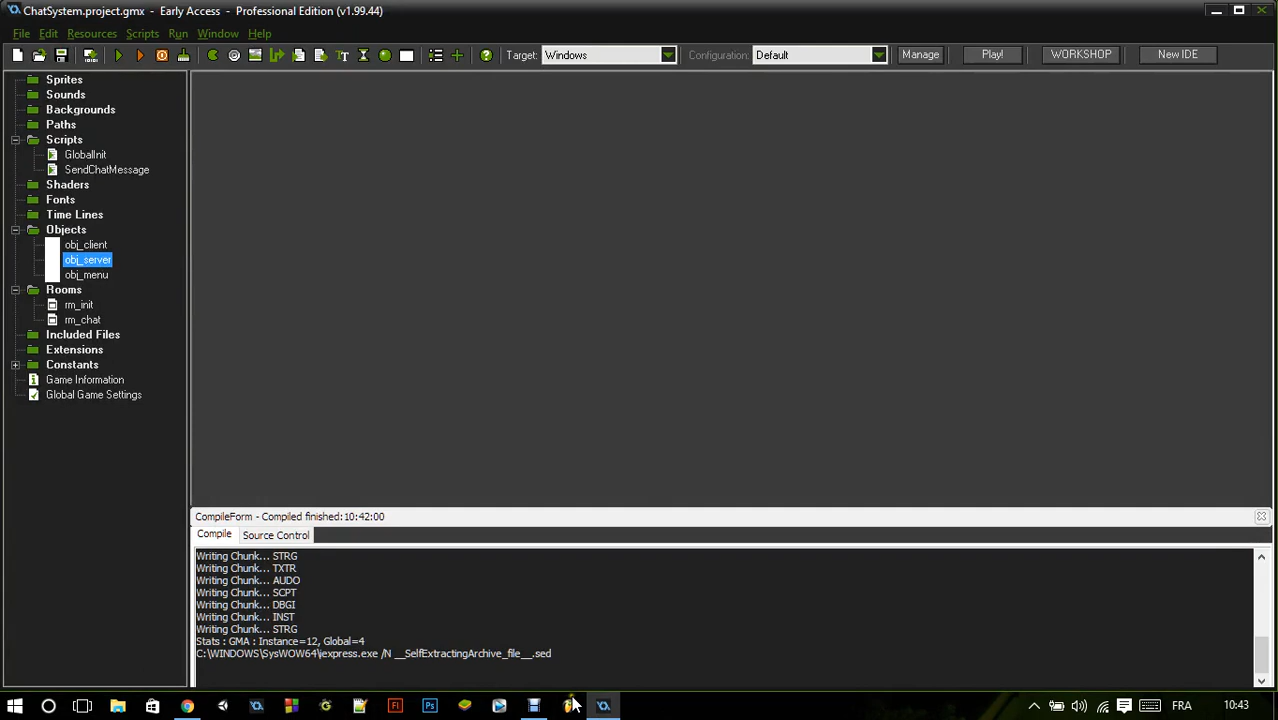 ChatSystem.project.gmx - Early Access - Professional Edition (v1.99.44)
File Edit Resources Scripts Run Window Help
Target: Windows Configuration: Default Manage Play! WORKSHOP New IDE
Sprites
Sounds
Backgrounds
Paths
Scripts
GlobalInit
SendChatMessage
Shaders
Fonts
Time Lines
Objects
obj_client
obj_server
obj_menu
Rooms
rm_init
rm_chat
Included Files
Extensions
Constants
Game Information
Global Game Settings
CompileForm - Compiled finished:10:42:00
Compile Source Control
Writing Chunk... STRG
Writing Chunk... TXTR
Writing Chunk... AUDO
Writing Chunk... SCPT
Writing Chunk... DBGI
Writing Chunk... INST
Writing Chunk... STRG
Stats : GMA : Instance=12, Global=4
C:\WINDOWS\SysWOW64\iexpress.exe /N __SelfExtractingArchive_file__.sed
FRA 10:43